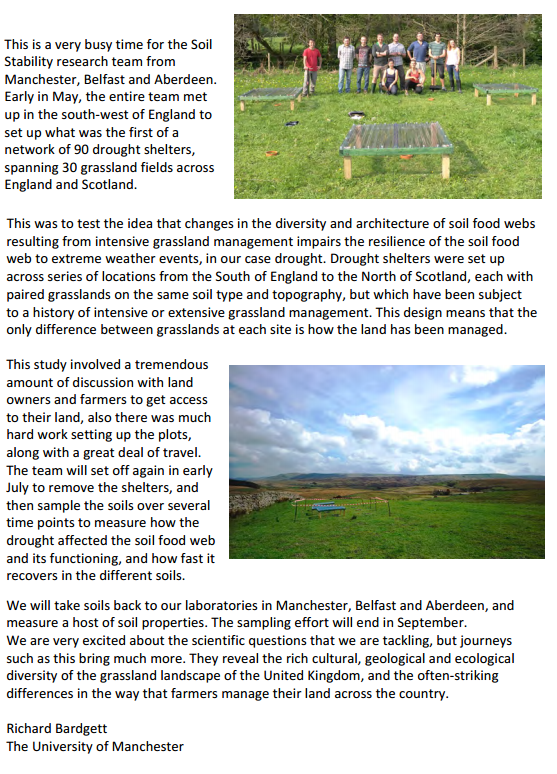 This is a very busy time for the Soil
Stability research team from
Manchester, Belfast and Aberdeen.
Early in May, the entire team met
up in the south-west of England to
set up what was the first of a
network of 90 drought shelters,
spanning 30 grassland fields across
England and Scotland.
This was to test the idea that changes in the diversity and architecture of soil food webs
resulting from intensive grassland management impairs the resilience of the soil food
web to extreme weather events, in our case drought. Drought shelters were set up
across series of locations from the South of England to the North of Scotland, each with
paired grasslands on the same soil type and topography, but which have been subject
to a history of intensive or extensive grassland management. This design means that the
only difference between grasslands at each site is how the land has been managed.
This study involved a tremendous
amount of discussion with land
owners and farmers to get access
to their land, also there was much
hard work setting up the plots,
along with a great deal of travel.
The team will set off again in early
July to remove the shelters, and
then sample the soils over several
time points to measure how the
drought affected the soil food web
and its functioning, and how fast it
recovers in the different soils.
We will take soils back to our laboratories in Manchester, Belfast and Aberdeen, and
measure a host of soil properties. The sampling effort will end in September.
We are very excited about the scientific questions that we are tackling, but journeys
such as this bring much more. They reveal the rich cultural, geological and ecological
diversity of the grassland landscape of the United Kingdom, and the often-striking
differences in the way that farmers manage their land across the country.
Richard Bardgett
The University of Manchester